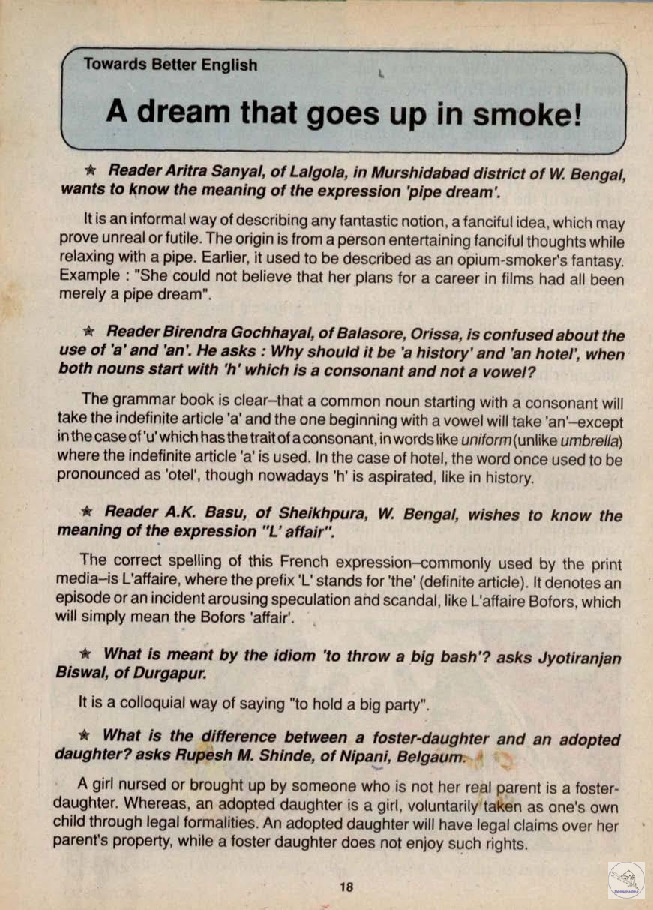 Towards Better English
A dream that goes up in smoke!
★ Reader Aritra Sanyal, of Lalgola, in Murshidabad district of W. Bengal,
wants to know the meaning of the expression 'pipe dream'.
It is an informal way of describing any fantastic notion, a fanciful idea, which may
prove unreal or futile. The origin is from a person entertaining fanciful thoughts while
relaxing with a pipe. Earlier, it used to be described as an opium-smoker's fantasy.
Example : "She could not believe that her plans for a career in films had all been
merely a pipe dream".
★ Reader Birendra Gochhayal, of Balasore, Orissa, is confused about the
use of 'a' and 'an'. He asks : Why should it be 'a history' and 'an hotel', when
both nouns start with 'h' which is a consonant and not a vowel?
The grammar book is clear–that a common noun starting with a consonant will
take the indefinite article 'a' and the one beginning with a vowel will take 'an'–except
in the case of 'u' which has the trait of a consonant, in words like uniform (unlike umbrella)
where the indefinite article 'a' is used. In the case of hotel, the word once used to be
pronounced as 'otel', though nowadays 'h' is aspirated, like in history.
★ Reader A.K. Basu, of Sheikhpura, W. Bengal, wishes to know the
meaning of the expression "L' affair".
The correct spelling of this French expression–commonly used by the print
media–is L'affaire, where the prefix 'L' stands for 'the' (definite article). It denotes an
episode or an incident arousing speculation and scandal, like L'affaire Bofors, which
will simply mean the Bofors 'affair'.
★ What is meant by the idiom 'to throw a big bash'? asks Jyotiranjan
Biswal, of Durgapur.
It is a colloquial way of saying "to hold a big party".
★ What is the difference between a foster-daughter and an adopted
daughter? asks Rupesh M. Shinde, of Nipani, Belgaum.
A girl nursed or brought up by someone who is not her real parent is a foster-
daughter. Whereas, an adopted daughter is a girl, voluntarily taken as one's own
child through legal formalities. An adopted daughter will have legal claims over her
parent's property, while a foster daughter does not enjoy such rights.
18